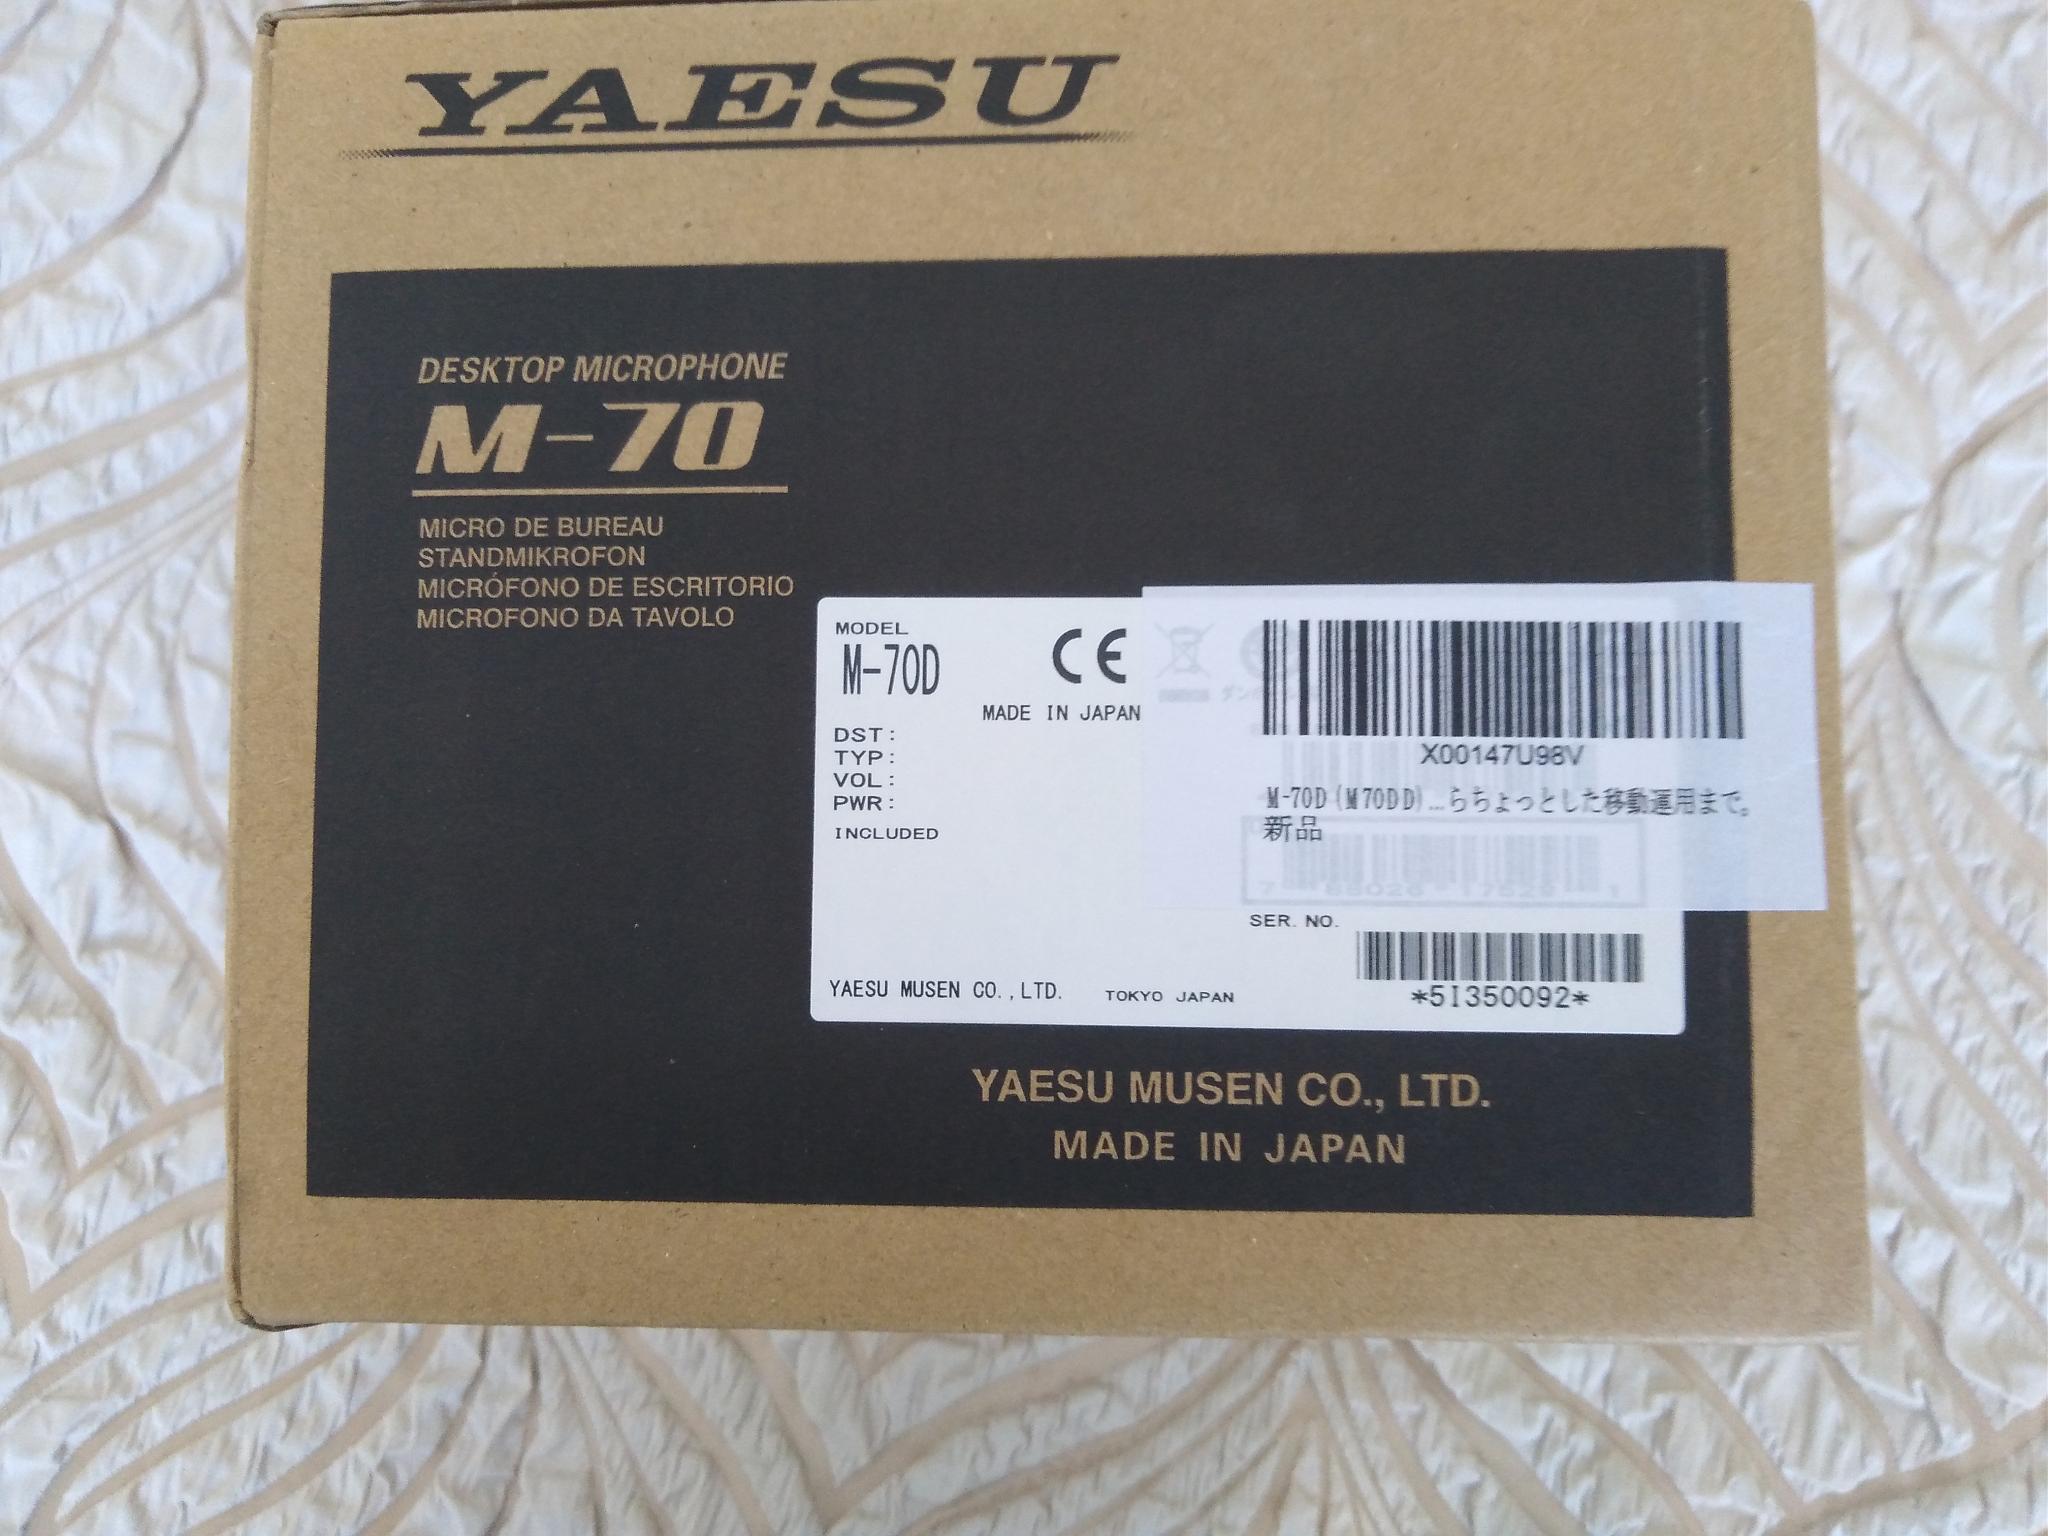 YAESU
DESKTOP MICROPHONE
M-70
MICRO DE BUREAU
STANDMIKROFON
MICRÓFONO DE ESCRITORIO
MICROFONO DA TAVOLO
MODEL
M-70D
CE
MADE IN JAPAN
DST:
TYP:
VOL:
PWR:
INCLUDED
X00147U98V
M-70D (M70DD)...らちょっとした移動運用まで。
新品
SER. NO.
*5I350092*
YAESU MUSEN CO.,LTD. TOKYO JAPAN
YAESU MUSEN CO., LTD.
MADE IN JAPAN